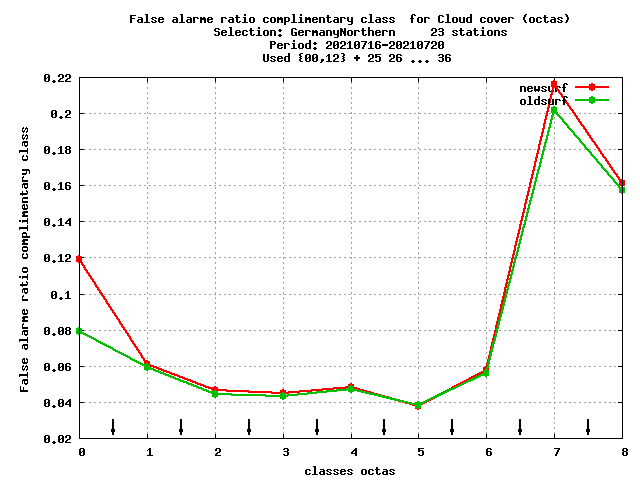 False alarme ratio complimentary class  for Cloud cover (octas)
Selection: GermanyNorthern     23 stations
Period: 20210716-20210720
Used {00,12} + 25 26 ... 36
newsurf
oldsurf
False alarme ratio complimentary class
0.22
0.2
0.18
0.16
0.14
0.12
0.1
0.08
0.06
0.04
0.02
0 1 2 3 4 5 6 7 8
classes octas